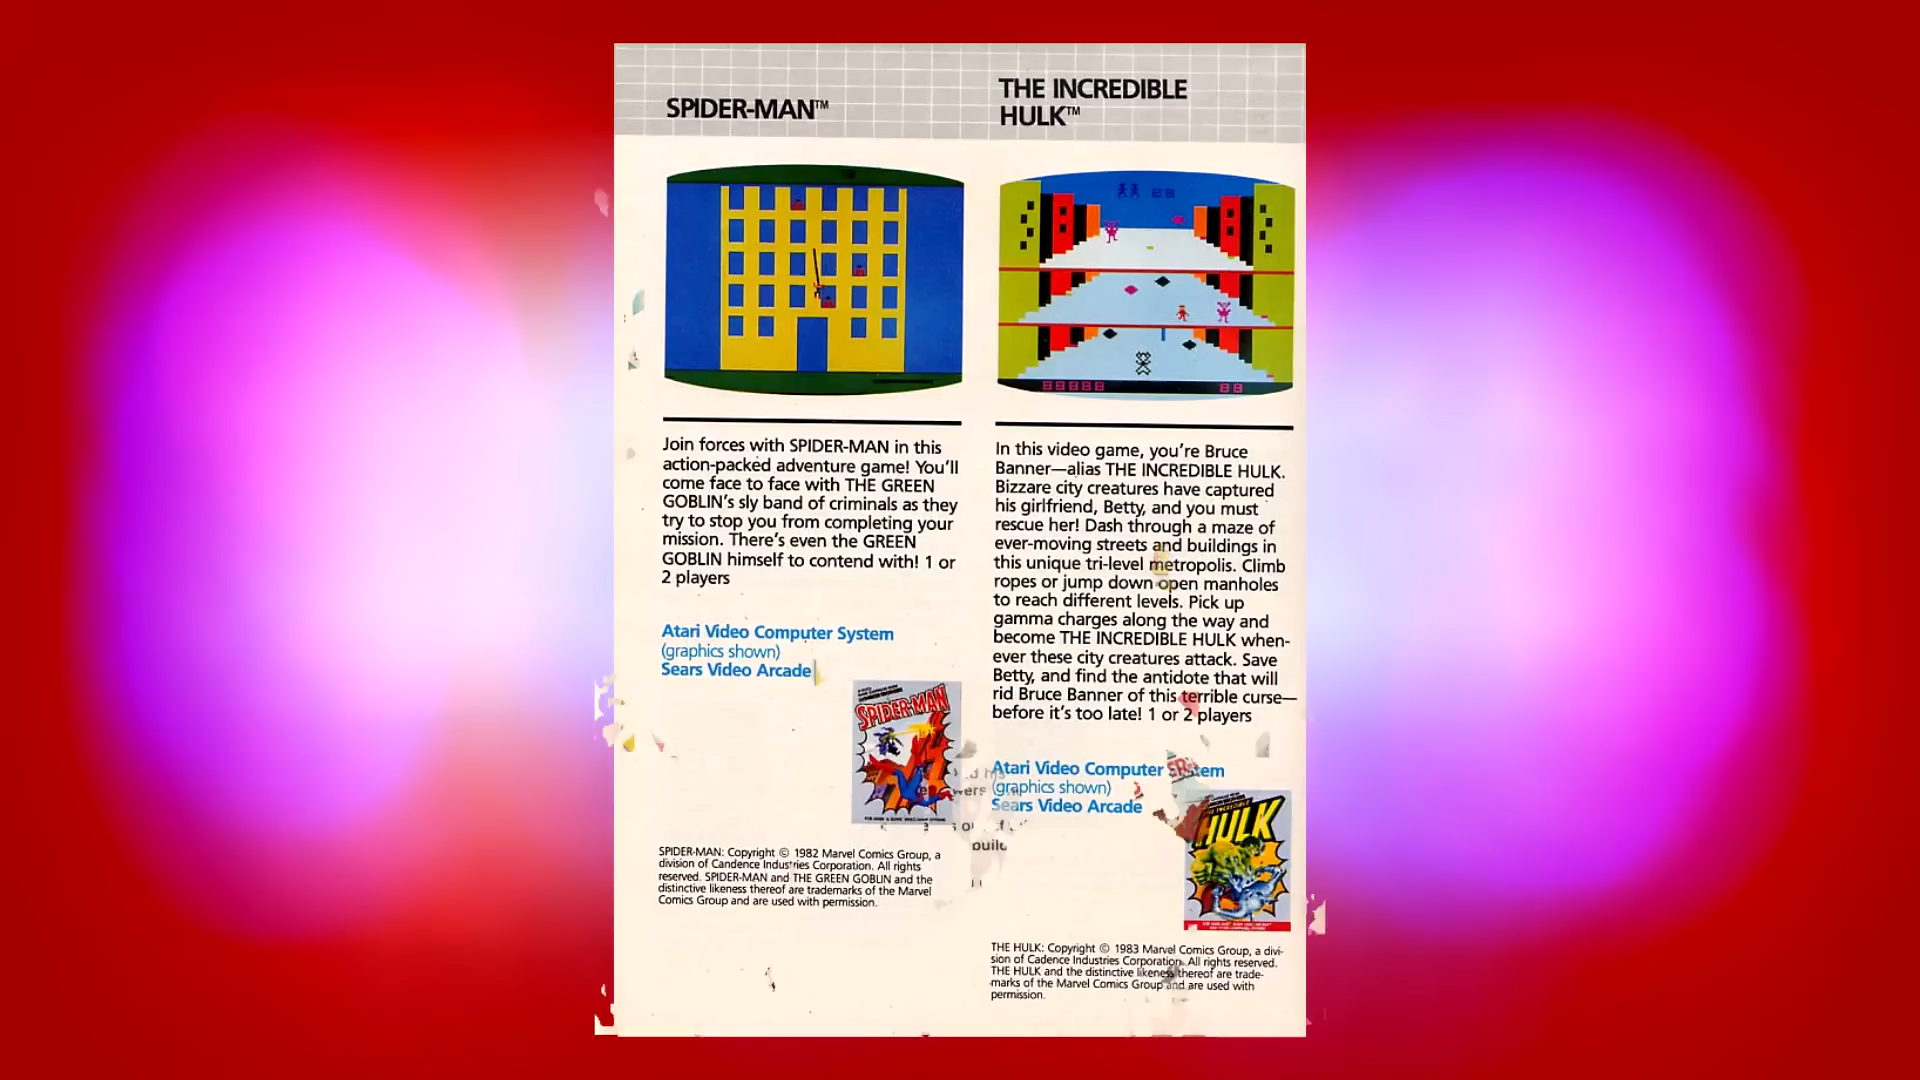 SPIDER-MAN™
Join forces with SPIDER-MAN in this
action-packed adventure game! You'll
come face to face with THE GREEN
GOBLIN's sly band of criminals as they
try to stop you from completing your
mission. There's even the GREEN
GOBLIN himself to contend with! 1 or
2 players
Atari Video Computer System
(graphics shown)
Sears Video Arcade
SPIDER-MAN
SPIDER-MAN: Copyright © 1982 Marvel Comics Group, a
division of Candence Industries Corporation. All rights
reserved. SPIDER-MAN and THE GREEN GOBLIN and the
distinctive likeness thereof are trademarks of the Marvel
Comics Group and are used with permission.
THE INCREDIBLE
HULK™
In this video game, you're Bruce
Banner—alias THE INCREDIBLE HULK.
Bizzare city creatures have captured
his girlfriend, Betty, and you must
rescue her! Dash through a maze of
ever-moving streets and buildings in
this unique tri-level metropolis. Climb
ropes or jump down open manholes
to reach different levels. Pick up
gamma charges along the way and
become THE INCREDIBLE HULK when-
ever these city creatures attack. Save
Betty, and find the antidote that will
rid Bruce Banner of this terrible curse—
before it's too late! 1 or 2 players
Atari Video Computer System
(graphics shown)
Sears Video Arcade
HULK
THE HULK: Copyright © 1983 Marvel Comics Group, a divi-
sion of Cadence Industries Corporation. All rights reserved.
THE HULK and the distinctive likeness thereof are trade-
marks of the Marvel Comics Group and are used with
permission.